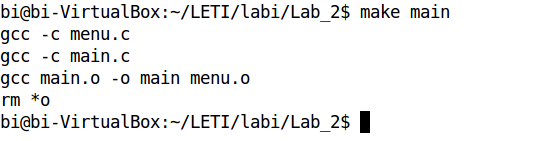 bi@bi-VirtualBox:~/LETI/labi/Lab_2$ make main
gcc -c menu.c
gcc -c main.c
gcc main.o -o main menu.o
rm *o
bi@bi-VirtualBox:~/LETI/labi/Lab_2$